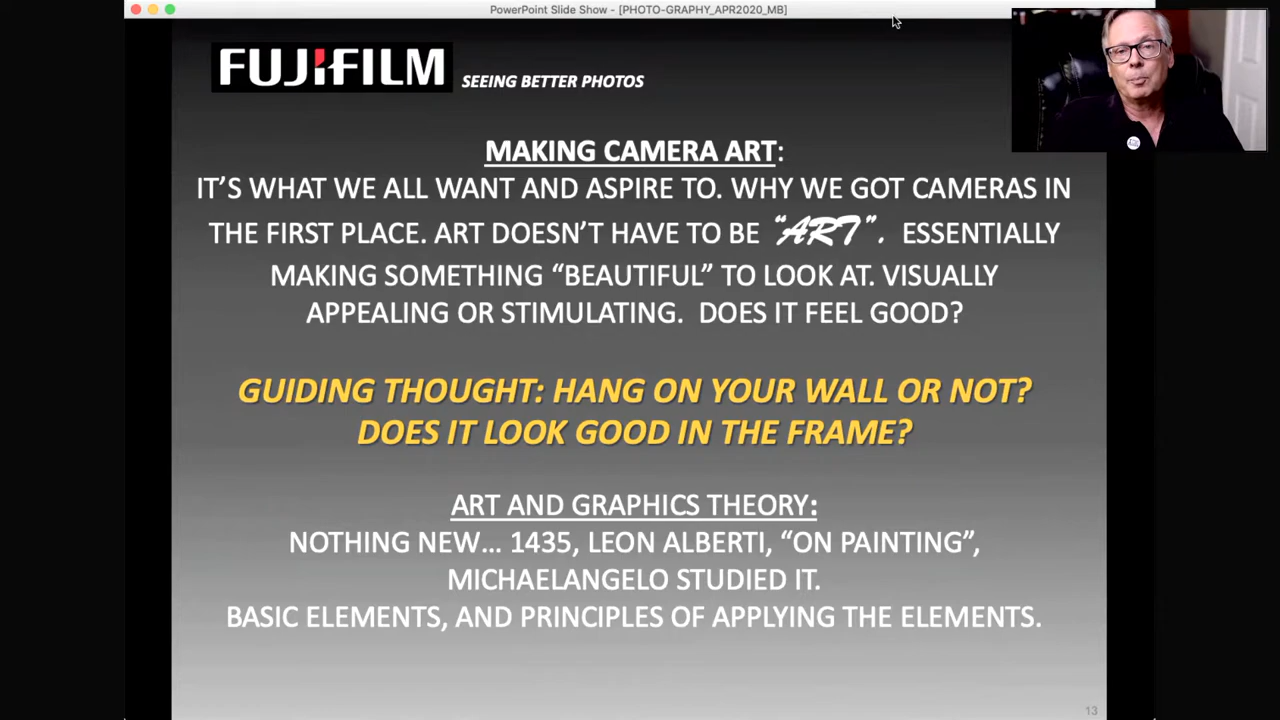 PowerPoint Slide Show - [PHOTO-GRAPHY_APR2020_MB]
FUJIFILM SEEING BETTER PHOTOS
MAKING CAMERA ART:
IT’S WHAT WE ALL WANT AND ASPIRE TO. WHY WE GOT CAMERAS IN
THE FIRST PLACE. ART DOESN’T HAVE TO BE “ART”. ESSENTIALLY
MAKING SOMETHING “BEAUTIFUL” TO LOOK AT. VISUALLY
APPEALING OR STIMULATING. DOES IT FEEL GOOD?
GUIDING THOUGHT: HANG ON YOUR WALL OR NOT?
DOES IT LOOK GOOD IN THE FRAME?
ART AND GRAPHICS THEORY:
NOTHING NEW… 1435, LEON ALBERTI, “ON PAINTING”,
MICHAELANGELO STUDIED IT.
BASIC ELEMENTS, AND PRINCIPLES OF APPLYING THE ELEMENTS.
13